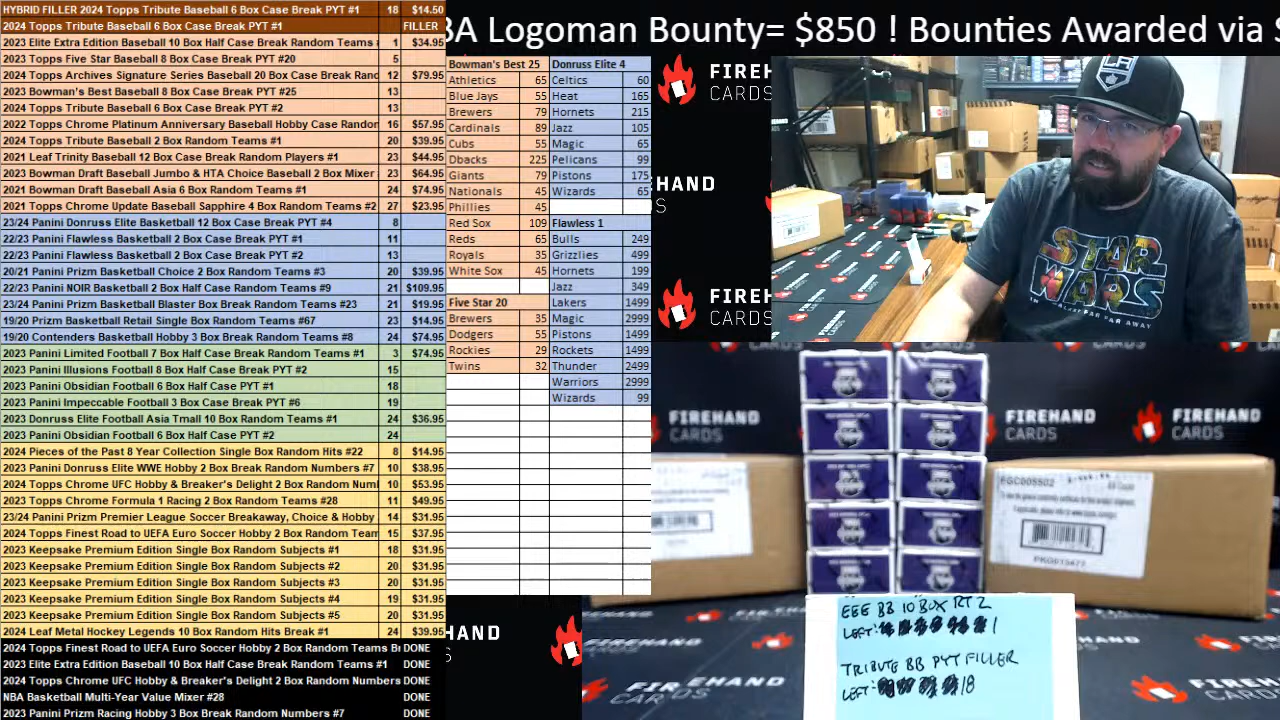 HYBRID FILLER 2024 Topps Tribute Baseball 6 Box Case Break PYT #1 18 $14.50
2024 Topps Tribute Baseball 6 Box Case Break PYT #1 FILLER
2023 Elite Extra Edition Baseball 10 Box Half Case Break Random Teams 1 $34.95
2023 Topps Five Star Baseball 8 Box Case Break PYT #20 5
2024 Topps Archives Signature Series Baseball 20 Box Case Break Ranc 12 $79.95
2023 Bowman's Best Baseball 8 Box Case Break PYT #25 13
2024 Topps Tribute Baseball 6 Box Case Break PYT #2 13
2022 Topps Chrome Platinum Anniversary Baseball Hobby Case Randor 16 $57.95
2024 Topps Tribute Baseball 2 Box Random Teams #1 20 $39.95
2021 Leaf Trinity Baseball 12 Box Case Break Random Players #1 23 $44.95
2023 Bowman Draft Baseball Jumbo & HTA Choice Baseball 2 Box Mixer 23 $64.95
2021 Bowman Draft Baseball Asia 6 Box Random Teams #1 24 $74.95
2021 Topps Chrome Update Baseball Sapphire 4 Box Random Teams #2 27 $23.95
23/24 Panini Donruss Elite Basketball 12 Box Case Break PYT #4 8
22/23 Panini Flawless Basketball 2 Box Case Break PYT #1 11
22/23 Panini Flawless Basketball 2 Box Case Break PYT #2 13
20/21 Panini Prizm Basketball Choice 2 Box Random Teams #3 20 $39.95
22/23 Panini NOIR Basketball 2 Box Half Case Random Teams #9 21 $109.95
23/24 Panini Prizm Basketball Blaster Box Break Random Teams #23 21 $19.95
19/20 Prizm Basketball Retail Single Box Random Teams #67 23 $14.95
19/20 Contenders Basketball Hobby 3 Box Break Random Teams #8 24 $74.95
2023 Panini Limited Football 7 Box Half Case Break Random Teams #1 3 $74.95
2023 Panini Illusions Football 8 Box Half Case Break PYT #2 15
2023 Panini Obsidian Football 6 Box Half Case PYT #1 18
2023 Panini Impeccable Football 3 Box Case Break PYT #6 19
2023 Donruss Elite Football Asia Tmall 10 Box Random Teams #1 24 $36.95
2023 Panini Obsidian Football 6 Box Half Case PYT #2 24
2024 Pieces of the Past 8 Year Collection Single Box Random Hits #22 8 $14.95
2023 Panini Donruss Elite WWE Hobby 2 Box Break Random Numbers #7 10 $38.95
2024 Topps Chrome UFC Hobby & Breaker's Delight 2 Box Random Numl 10 $53.95
2023 Topps Chrome Formula 1 Racing 2 Box Random Teams #28 11 $49.95
23/24 Panini Prizm Premier League Soccer Breakaway, Choice & Hobby 14 $31.95
2024 Topps Finest Road to UEFA Euro Soccer Hobby 2 Box Random Tean 15 $37.95
2023 Keepsake Premium Edition Single Box Random Subjects #1 18 $31.95
2023 Keepsake Premium Edition Single Box Random Subjects #2 20 $31.95
2023 Keepsake Premium Edition Single Box Random Subjects #3 20 $31.95
2023 Keepsake Premium Edition Single Box Random Subjects #4 19 $31.95
2023 Keepsake Premium Edition Single Box Random Subjects #5 20 $31.95
2024 Leaf Metal Hockey Legends 10 Box Random Hits Break #1 24 $39.95
2024 Topps Finest Road to UEFA Euro Soccer Hobby 2 Box Random Teams Br DONE
2023 Elite Extra Edition Baseball 10 Box Half Case Break Random Teams #1 DONE
2024 Topps Chrome UFC Hobby & Breaker's Delight 2 Box Random Numbers DONE
NBA Basketball Multi-Year Value Mixer #28 DONE
2023 Panini Prizm Racing Hobby 3 Box Break Random Numbers #7 DONE
BA Logoman Bounty= $850 ! Bounties Awarded via S
Bowman's Best 25
Athletics 65
Blue Jays 55
Brewers 79
Cardinals 89
Cubs 55
Dbacks 225
Giants 79
Nationals 45
Phillies 45
Red Sox 109
Reds 65
Royals 35
White Sox 45
Five Star 20
Brewers 35
Dodgers 55
Rockies 29
Twins 32
Donruss Elite 4
Celtics 60
Heat 165
Hornets 215
Jazz 105
Magic 65
Pelicans 99
Pistons 175
Wizards 65
Flawless 1
Bulls 249
Grizzlies 499
Hornets 199
Jazz 349
Lakers 1499
Magic 2999
Pistons 1499
Rockets 1499
Thunder 2499
Warriors 2999
Wizards 99
FIREH
CARDS
HAND
S
FIREH
CARDS
STAR
WARS
FAR AWAY
FIREHAND
CARDS
FIREHAND
CARDS
FIREHAND
CARDS
EGC005502
EEE BB 10 BOX RT 2
LEFT: 1
TRIBUTE BB PYT FILLER
LEFT: 18
HAND
S